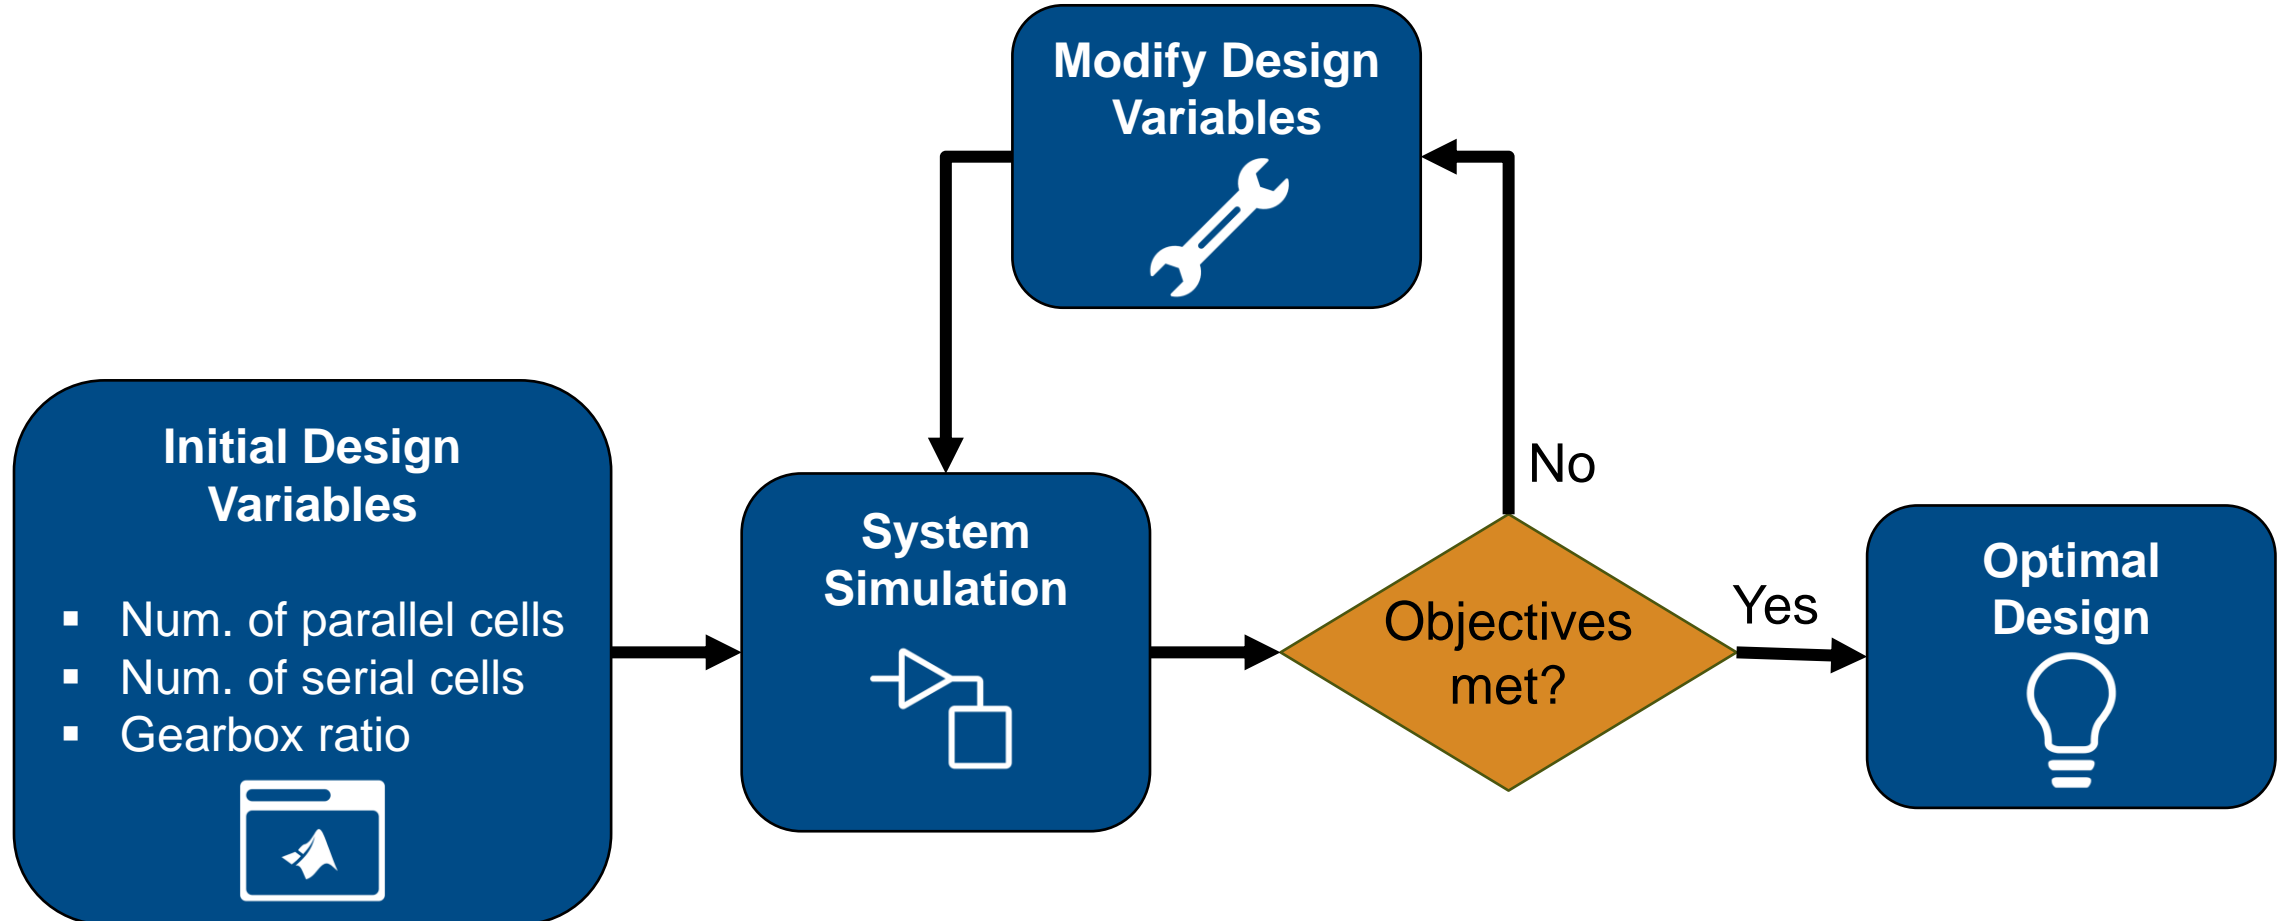 Modify Design
Variables
Initial Design
Variables
▪ Num. of parallel cells
▪ Num. of serial cells
▪ Gearbox ratio
System
Simulation
Objectives
met?
No
Yes
Optimal
Design